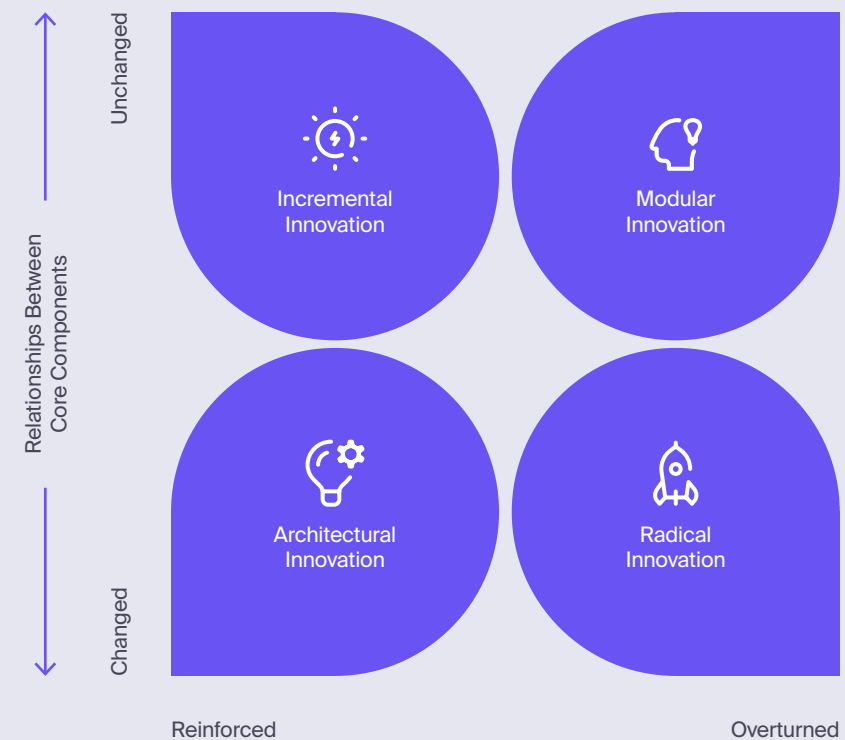 Unchanged
Relationships Between
Core Components
Changed
Incremental
Innovation
Modular
Innovation
Architectural
Innovation
Radical
Innovation
Reinforced
Overturned